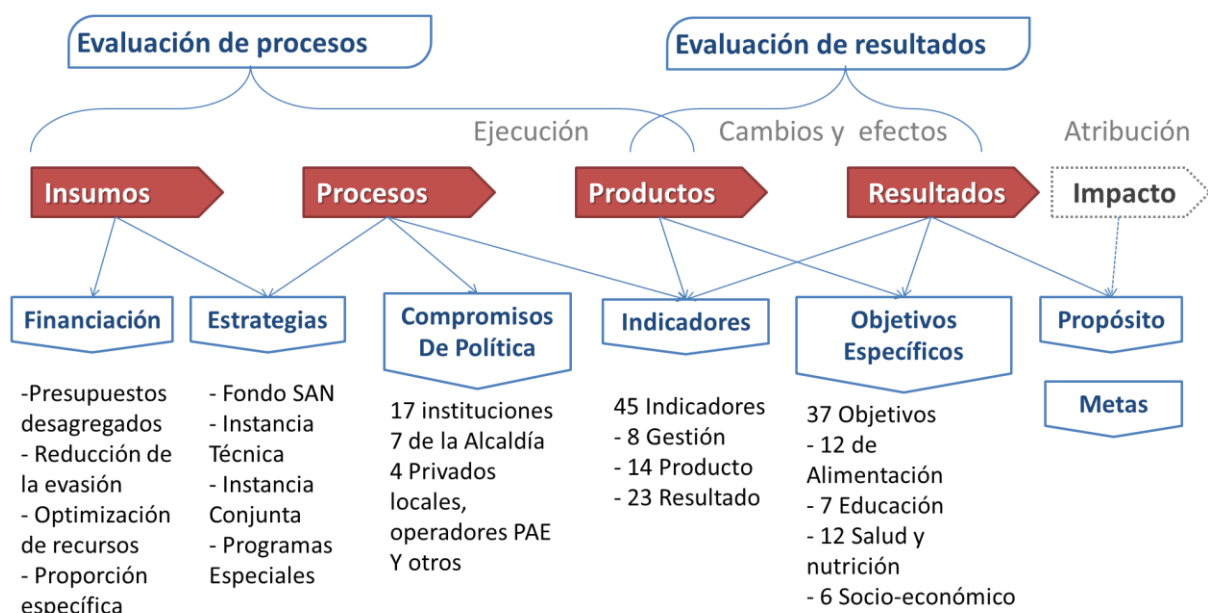 Evaluación de procesos
Evaluación de resultados
Ejecución
Cambios y efectos
Atribución
Insumos
Procesos
Productos
Resultados
Impacto
Financiación
-Presupuestos
desagregados
- Reducción de
la evasión
- Optimización
de recursos
- Proporción
específica
Estrategias
- Fondo SAN
- Instancia
Técnica
- Instancia
Conjunta
- Programas
Especiales
Compromisos
De Política
17 instituciones
7 de la Alcaldía
4 Privados
locales,
operadores PAE
Y otros
Indicadores
45 Indicadores
- 8 Gestión
- 14 Producto
- 23 Resultado
Objetivos
Específicos
37 Objetivos
- 12 de
Alimentación
- 7 Educación
- 12 Salud y
nutrición
- 6 Socio-económico
Propósito
Metas